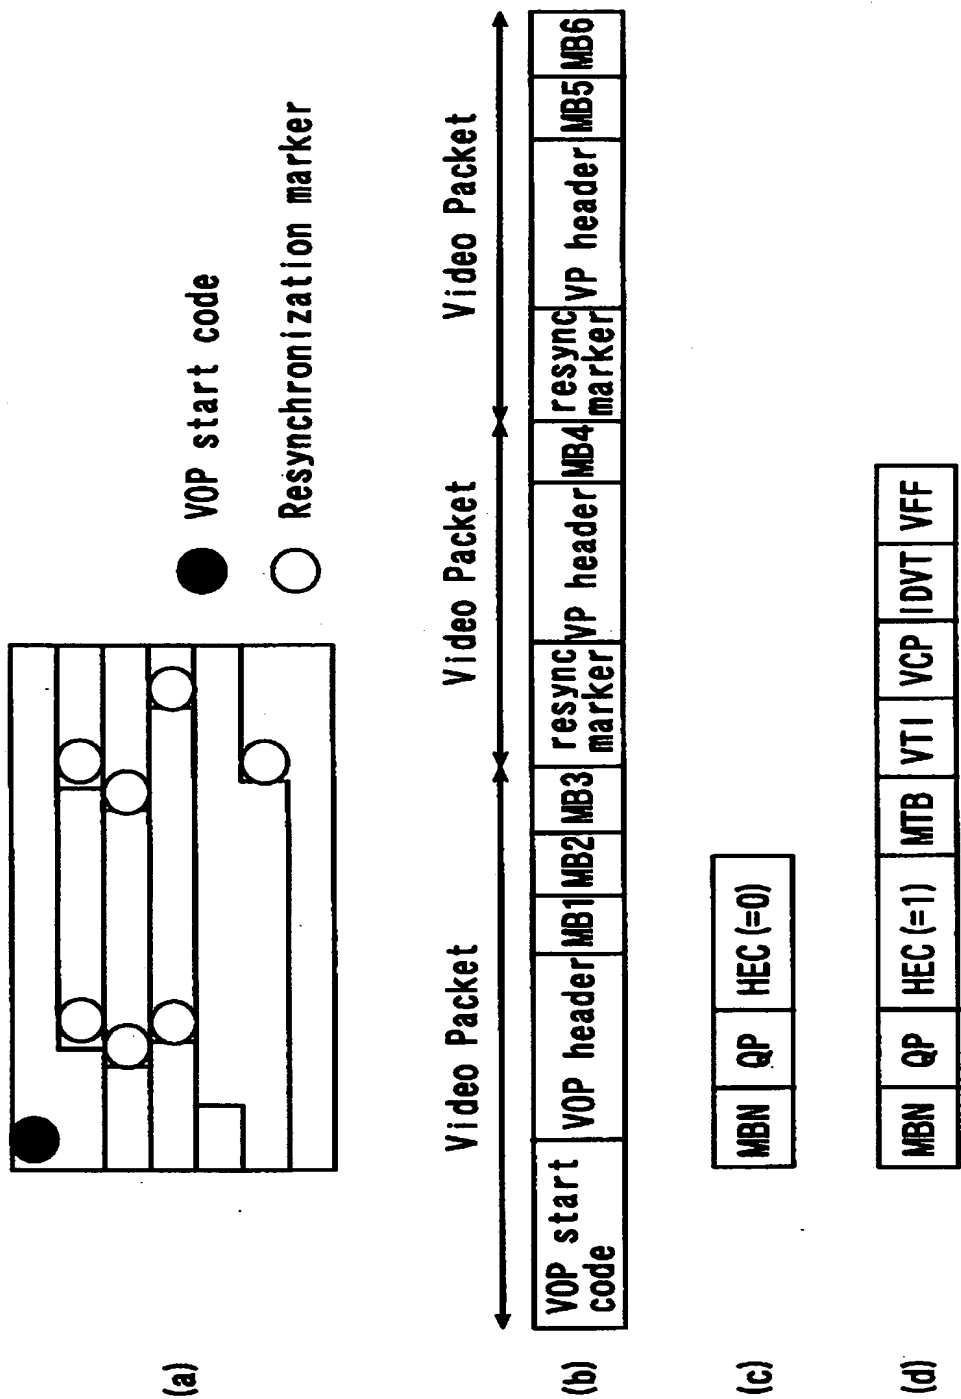 (a)
VOP start code
Resynchronization marker
(b)
Video Packet
Video Packet
Video Packet
VOP start
code
VOP header
MB1
MB2
MB3
resync
marker
VP header
MB4
resync
marker
VP header
MB5
MB6
(c)
MBN
QP
HEC(=0)
(d)
MBN
QP
HEC(=1)
MTB
VTI
VCP
IDVT
VFF